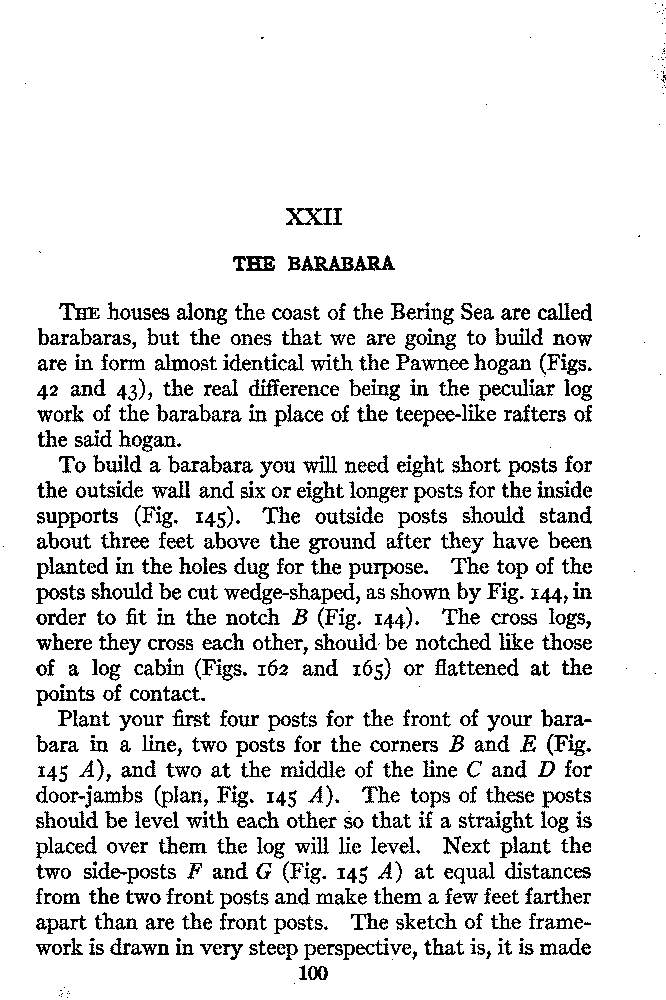 XXII
THE BARABARA
THE houses along the coast of the Bering Sea are called
barabaras, but the ones that we are going to build now
are in form almost identical with the Pawnee hogan (Figs.
42 and 43), the real difference being in the peculiar log
work of the barabara in place of the teepee-like rafters of
the said hogan.
To build a barabara you will need eight short posts for
the outside wall and six or eight longer posts for the inside
supports (Fig. 145). The outside posts should stand
about three feet above the ground after they have been
planted in the holes dug for the purpose. The top of the
posts should be cut wedge-shaped, as shown by Fig. 144, in
order to fit in the notch B (Fig. 144). The cross logs,
where they cross each other, should be notched like those
of a log cabin (Figs. 162 and 165) or flattened at the
points of contact.
Plant your first four posts for the front of your bara-
bara in a line, two posts for the corners B and E (Fig.
145 A), and two at the middle of the line C and D for
door-jambs (plan, Fig. 145 A). The tops of these posts
should be level with each other so that if a straight log is
placed over them the log will lie level. Next plant the
two side-posts F and G (Fig. 145 A) at equal distances
from the two front posts and make them a few feet farther
apart than are the front posts. The sketch of the frame-
work is drawn in very steep perspective, that is, it is made
100